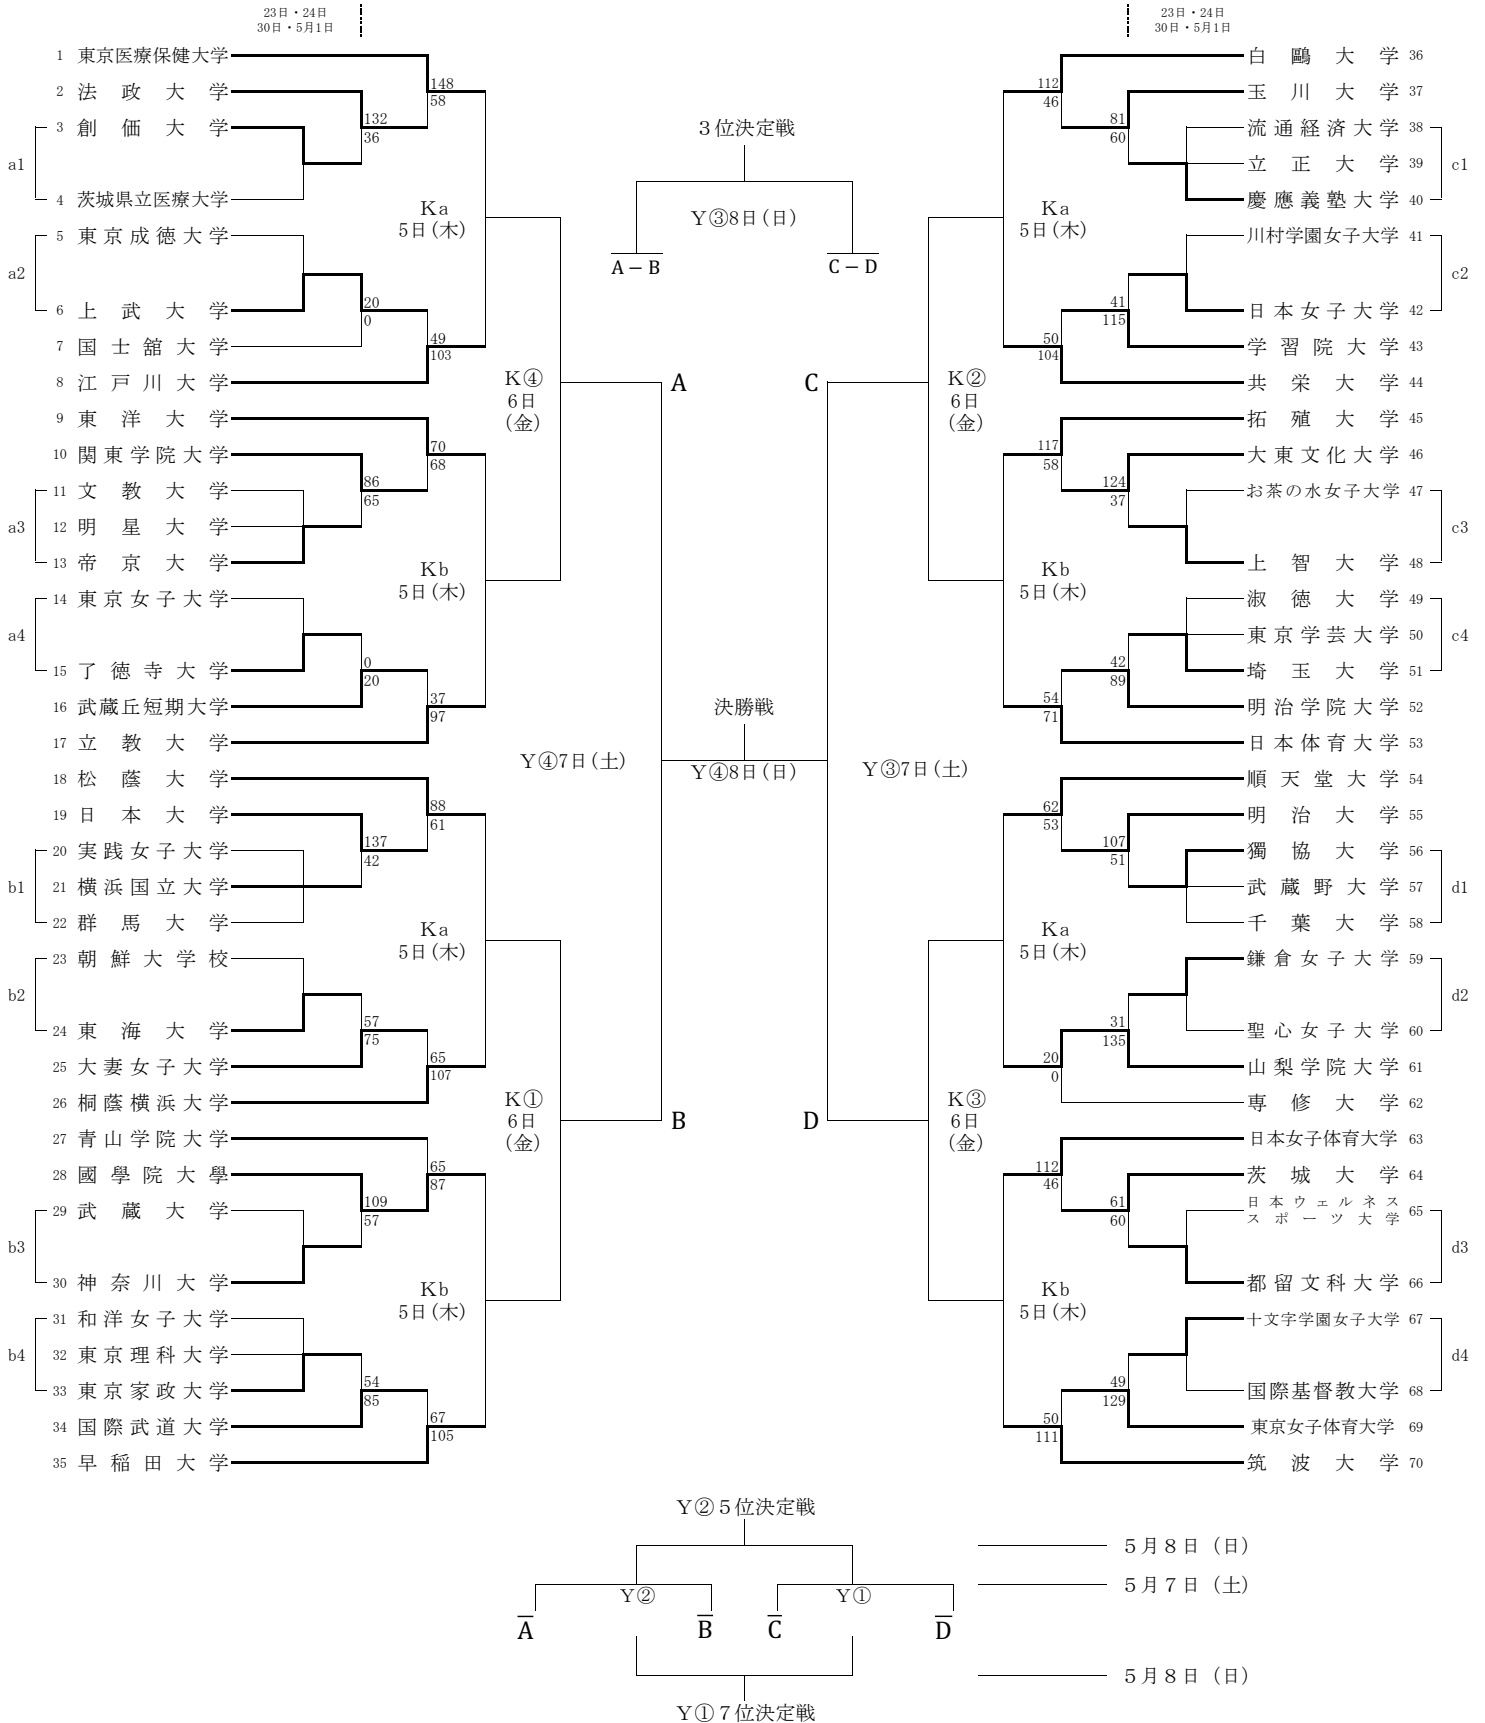 23日・24日
30日・5月1日
1 東京医療保健大学
2 法政大学
3 創価大学
4 茨城県立医療大学
5 東京成徳大学
6 上武大学
7 国士舘大学
8 江戸川大学
9 東洋大学
10 関東学院大学
11 文教大学
12 明星大学
13 帝京大学
14 東京女子大学
15 了徳寺大学
16 武蔵丘短期大学
17 立教大学
18 松蔭大学
19 日本大学
20 実践女子大学
21 横浜国立大学
22 群馬大学
23 朝鮮大学校
24 東海大学
25 大妻女子大学
26 桐蔭横浜大学
27 青山学院大学
28 國學院大學
29 武蔵大学
30 神奈川大学
31 和洋女子大学
32 東京理科大学
33 東京家政大学
34 国際武道大学
35 早稲田大学
a1
a2
a3
a4
b1
b2
b3
b4
132
36
20
0
86
65
0
20
137
42
57
75
109
57
54
85
148
58
49
103
70
68
37
97
88
61
65
107
65
87
67
105
Ka
5日(木)
Kb
5日(木)
Ka
5日(木)
Kb
5日(木)
K④
6日
(金)
K①
6日
(金)
A
B
Y④7日(土)
3位決定戦
Y③8日(日)
A－B
C－D
決勝戦
Y④8日(日)
Y③7日(土)
C
D
K②
6日
(金)
K③
6日
(金)
Ka
5日(木)
Kb
5日(木)
Ka
5日(木)
Kb
5日(木)
112
46
50
104
117
58
54
71
62
53
20
0
112
46
50
111
81
60
41
115
124
37
42
89
107
51
31
135
61
60
49
129
23日・24日
30日・5月1日
白鷗大学 36
玉川大学 37
流通経済大学 38
立正大学 39
慶應義塾大学 40
川村学園女子大学 41
日本女子大学 42
学習院大学 43
共栄大学 44
拓殖大学 45
大東文化大学 46
お茶の水女子大学 47
上智大学 48
淑徳大学 49
東京学芸大学 50
埼玉大学 51
明治学院大学 52
日本体育大学 53
順天堂大学 54
明治大学 55
獨協大学 56
武蔵野大学 57
千葉大学 58
鎌倉女子大学 59
聖心女子大学 60
山梨学院大学 61
専修大学 62
日本女子体育大学 63
茨城大学 64
日本ウェルネス
スポーツ大学 65
都留文科大学 66
十文字学園女子大学 67
国際基督教大学 68
東京女子体育大学 69
筑波大学 70
c1
c2
c3
c4
d1
d2
d3
d4
Y②5位決定戦
5月8日（日）
5月7日（土）
Y②
Y①
A̅
B̅
C̅
D̅
5月8日（日）
Y①7位決定戦